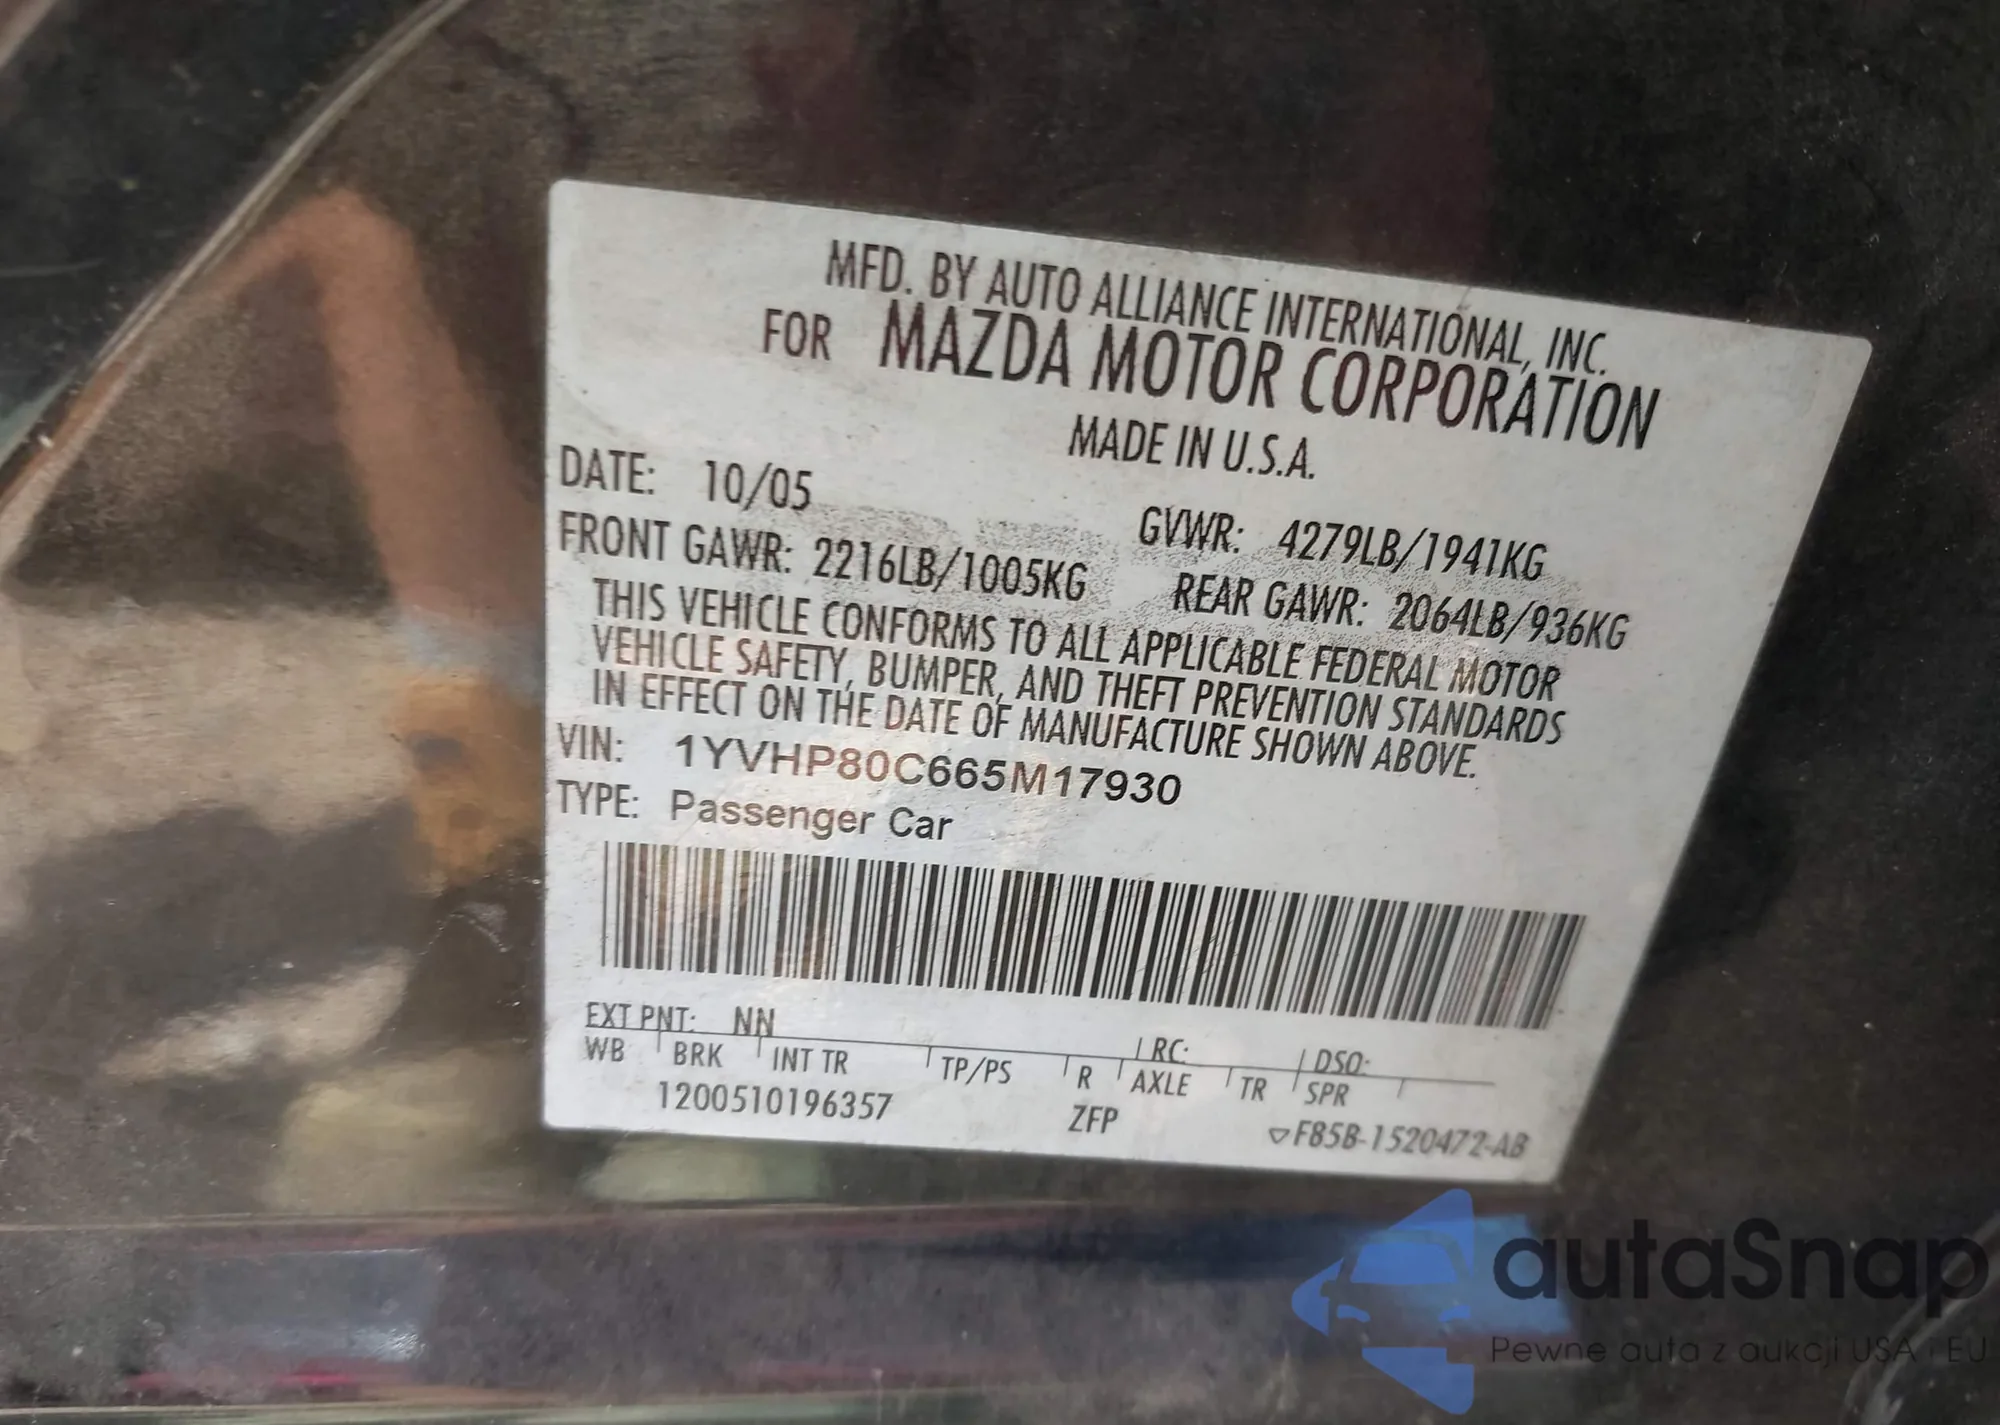 MFD. BY AUTO ALLIANCE INTERNATIONAL, INC.
FOR MAZDA MOTOR CORPORATION
MADE IN U.S.A.
DATE: 10/05 GVWR: 4279LB/1941KG
FRONT GAWR: 2216LB/1005KG REAR GAWR: 2064LB/936KG
THIS VEHICLE CONFORMS TO ALL APPLICABLE FEDERAL MOTOR
VEHICLE SAFETY, BUMPER, AND THEFT PREVENTION STANDARDS
IN EFFECT ON THE DATE OF MANUFACTURE SHOWN ABOVE.
VIN: 1YVHP80C665M17930
TYPE: Passenger Car
EXT PNT: NN RC: DSO:
WB BRK INT TR TP/PS R AXLE TR SPR
1200510196357 ZFP
▽F85B-1520472-AB
autaSnap
Pewne auta z aukcji USA i EU